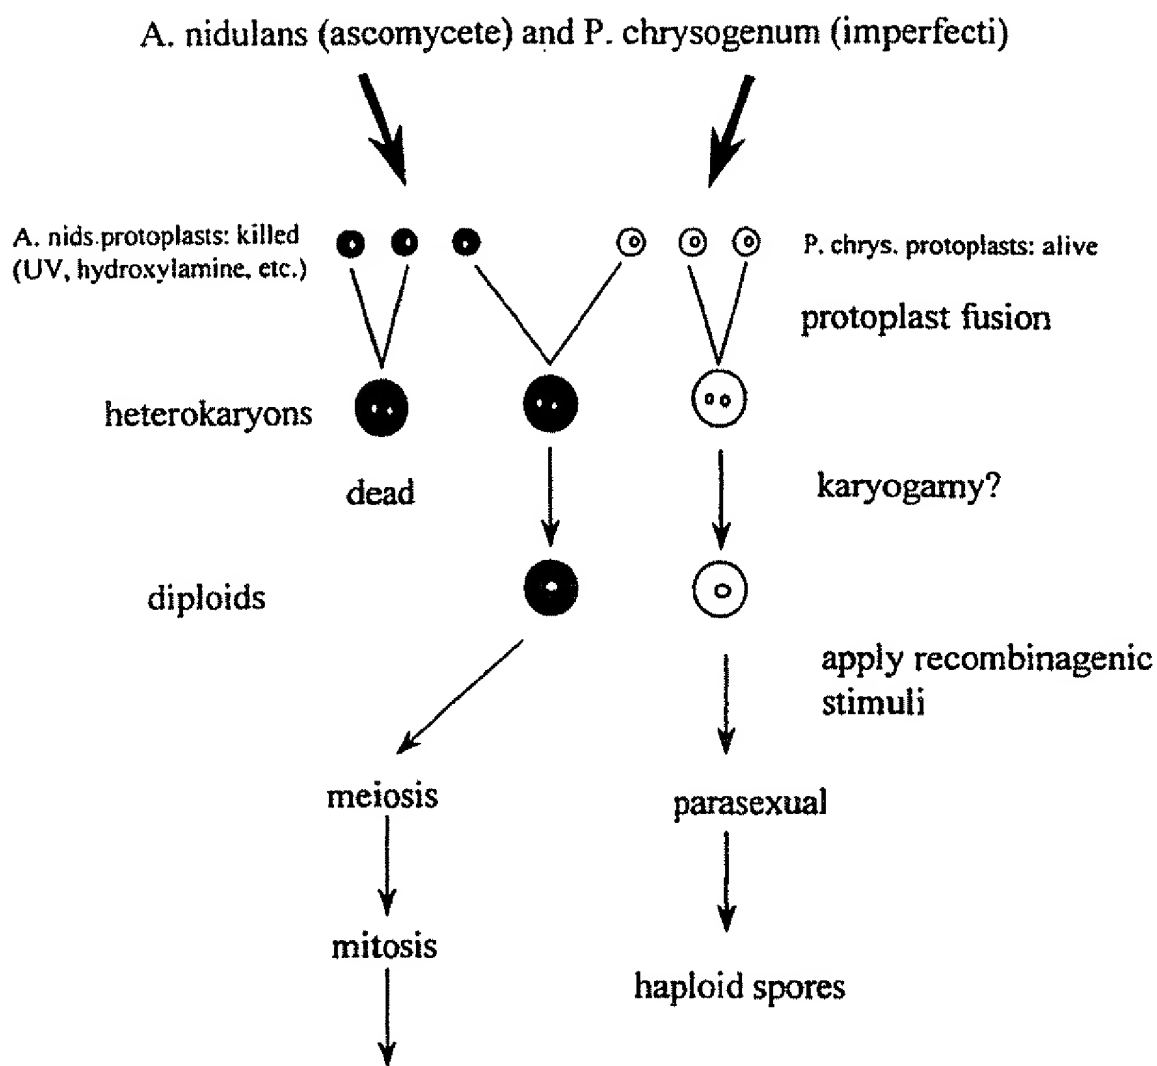 A. nidulans (ascomycete) and P. chrysogenum (imperfecti)
A. nids.protoplasts: killed
(UV, hydroxylamine, etc.)
P. chrys. protoplasts: alive
protoplast fusion
heterokaryons
dead
karyogamy?
diploids
apply recombinagenic
stimuli
meiosis
parasexual
mitosis
haploid spores